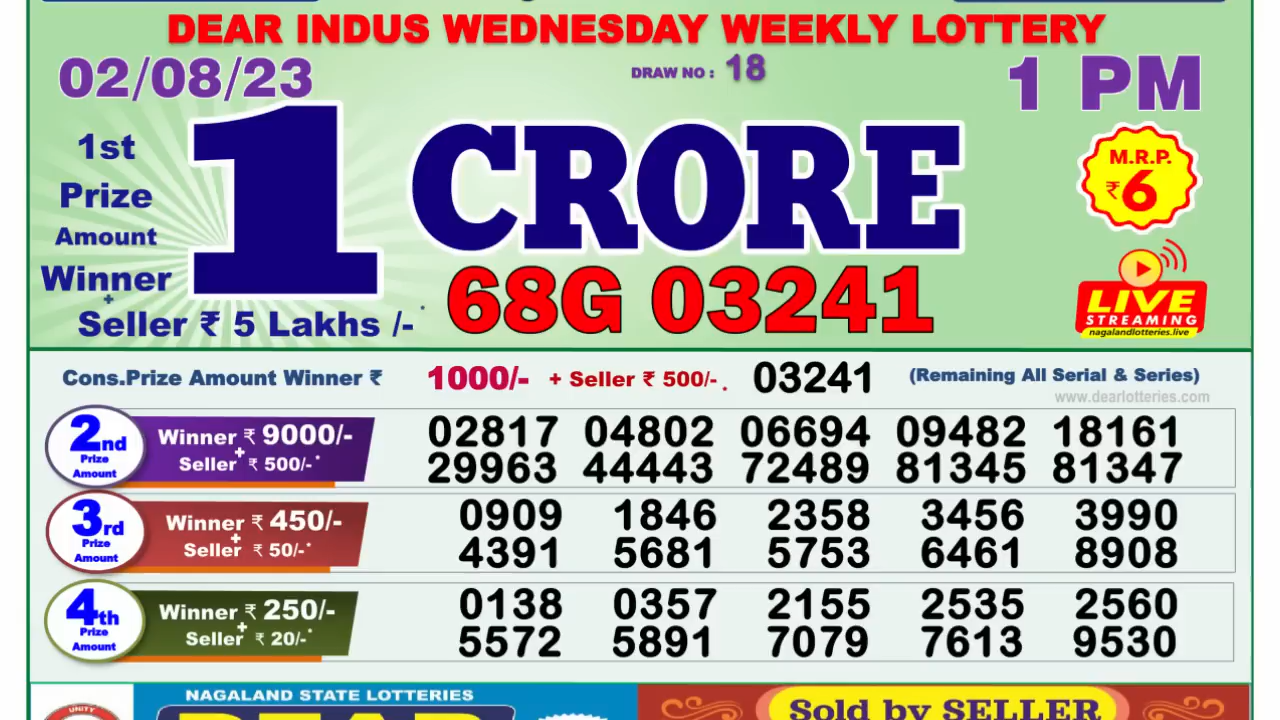 DEAR INDUS WEDNESDAY WEEKLY LOTTERY
02/08/23
DRAW NO : 18
1 PM
1st
Prize
Amount
Winner
+
Seller ₹ 5 Lakhs /-*
1 CRORE
68G 03241
M.R.P.
₹6
LIVE
STREAMING
nagalandlotteries.live
Cons.Prize Amount Winner ₹ 1000/- + Seller ₹ 500/- . 03241 (Remaining All Serial & Series)
www.dearlotteries.com
2nd
Prize
Amount
Winner ₹ 9000/-
+
Seller ₹ 500/-*
02817 04802 06694 09482 18161
29963 44443 72489 81345 81347
3rd
Prize
Amount
Winner ₹ 450/-
+
Seller ₹ 50/-*
0909 1846 2358 3456 3990
4391 5681 5753 6461 8908
4th
Prize
Amount
Winner ₹ 250/-
+
Seller ₹ 20/-*
0138 0357 2155 2535 2560
5572 5891 7079 7613 9530
UNITY
NAGALAND STATE LOTTERIES
DEAR
Sold by SELLER